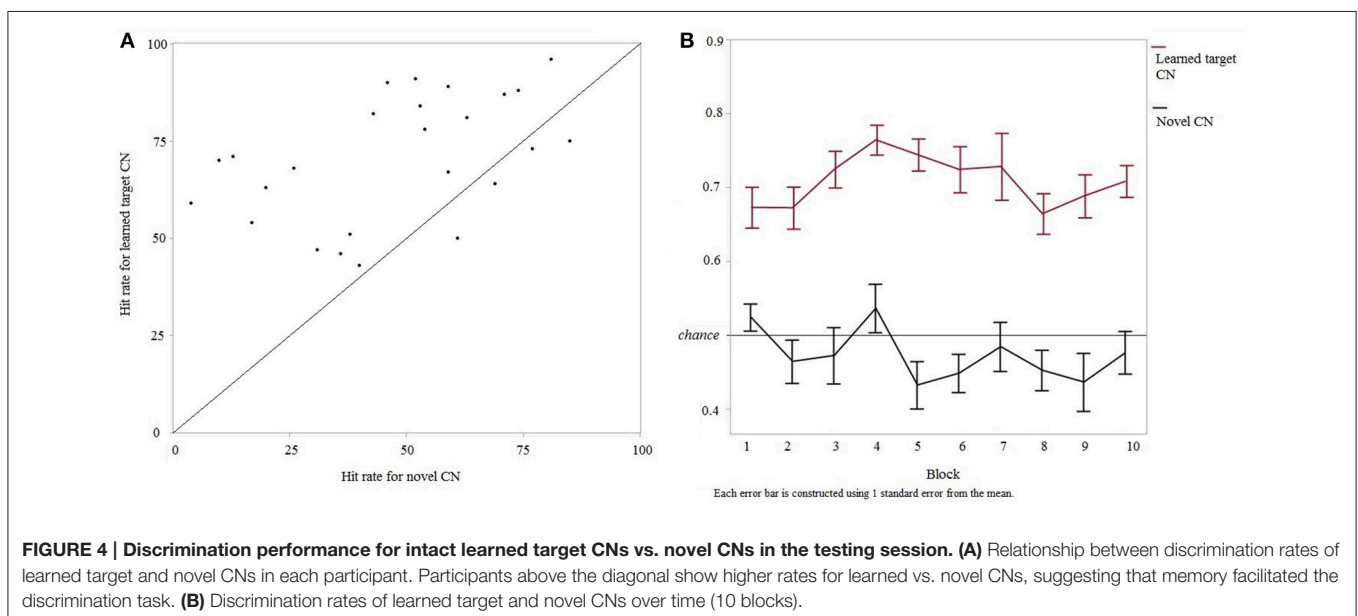 A
100
75
50
25
0
Hit rate for learned target CN
0 25 50 75 100
Hit rate for novel CN
B
0.9
0.8
0.7
0.6
chance
0.4
1 2 3 4 5 6 7 8 9 10
Block
Each error bar is constructed using 1 standard error from the mean.
Learned target
CN
Novel CN
FIGURE 4 | Discrimination performance for intact learned target CNs vs. novel CNs in the testing session. (A) Relationship between discrimination rates of
learned target and novel CNs in each participant. Participants above the diagonal show higher rates for learned vs. novel CNs, suggesting that memory facilitated the
discrimination task. (B) Discrimination rates of learned target and novel CNs over time (10 blocks).